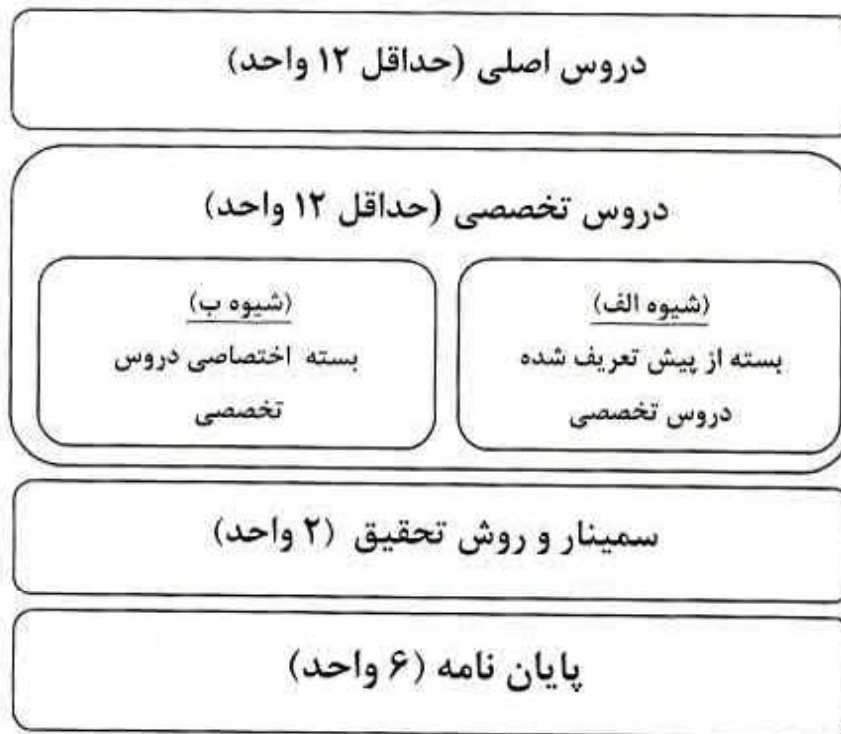 دروس اصلی (حداقل ۱۲ واحد)
دروس تخصصی (حداقل ۱۲ واحد)
(شیوه الف)
بسته از پیش تعریف شده
دروس تخصصی
(شیوه ب)
بسته اختصاصی دروس
تخصصی
سمینار و روش تحقیق (۲ واحد)
پایان نامه (۶ واحد)